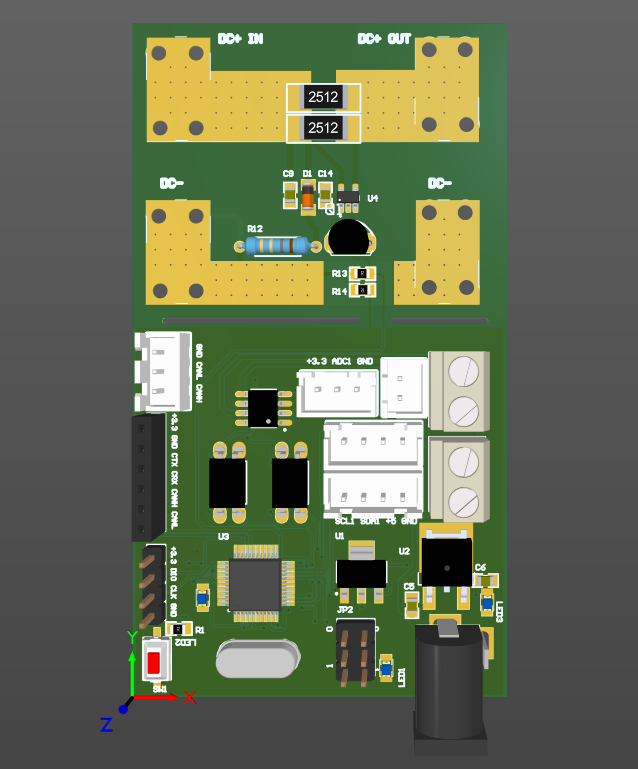 DC+ IN
DC+ OUT
2512
2512
DC-
DC-
C9 D1 C14
U4
Q1
R12
R13
R14
GND CANL CANH
+3.3 ADC1 GND
+3.3 GND CTX CRX CANH CANL
SCL1 SDA1 +5 GND
U3
U1
U2
+3.3 DIO CLK GND
C6
C5
LED3
JP2
0
1
R1
LED2
LED1
SW1
Y
X
Z